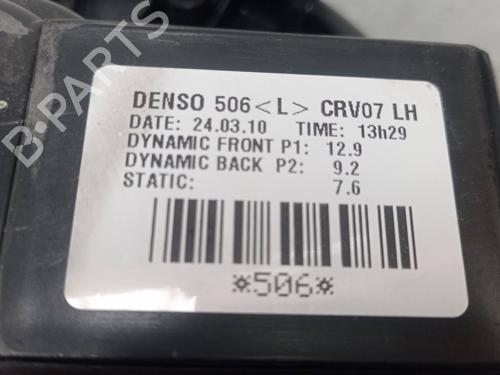 B-PARTS
DENSO 506 <L> CRV07 LH
DATE: 24.03.10 TIME: 13h29
DYNAMIC FRONT P1: 12.9
DYNAMIC BACK P2: 9.2
STATIC: 7.6
*506*